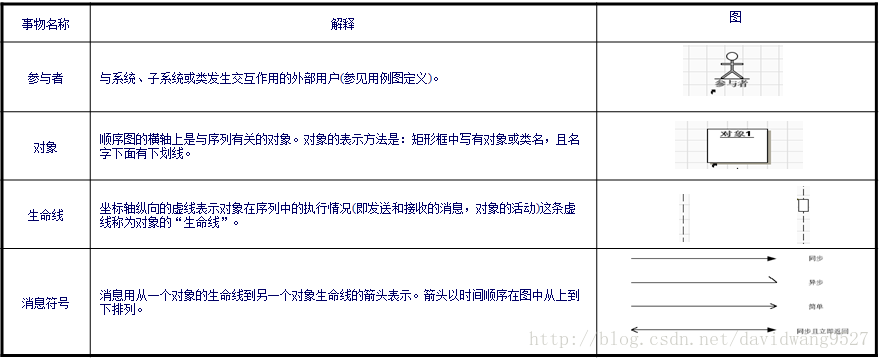 事物名称
解释
图
参与者
与系统、子系统或类发生交互作用的外部用户(参见用例图定义)。
参与者
对象
顺序图的横轴上是与序列有关的对象。对象的表示方法是：矩形框中写有对象或类名，且名
字下面有下划线。
对象1
生命线
坐标轴纵向的虚线表示对象在序列中的执行情况(即发送和接收的消息，对象的活动)这条虚
线称为对象的“生命线”。
消息符号
消息用从一个对象的生命线到另一个对象生命线的箭头表示。箭头以时间顺序在图中从上到
下排列。
同步
异步
简单
同步且立即返回
http://blog.csdn.net/davidwang9527